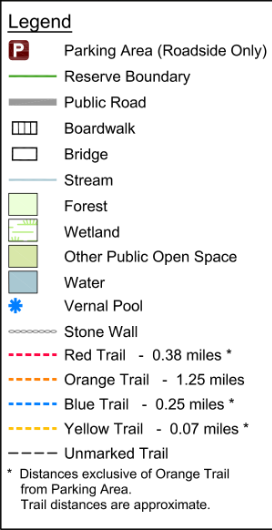 Legend
P Parking Area (Roadside Only)
Reserve Boundary
Public Road
Boardwalk
Bridge
Stream
Forest
Wetland
Other Public Open Space
Water
Vernal Pool
Stone Wall
Red Trail - 0.38 miles *
Orange Trail - 1.25 miles
Blue Trail - 0.25 miles *
Yellow Trail - 0.07 miles *
Unmarked Trail
* Distances exclusive of Orange Trail
from Parking Area.
Trail distances are approximate.